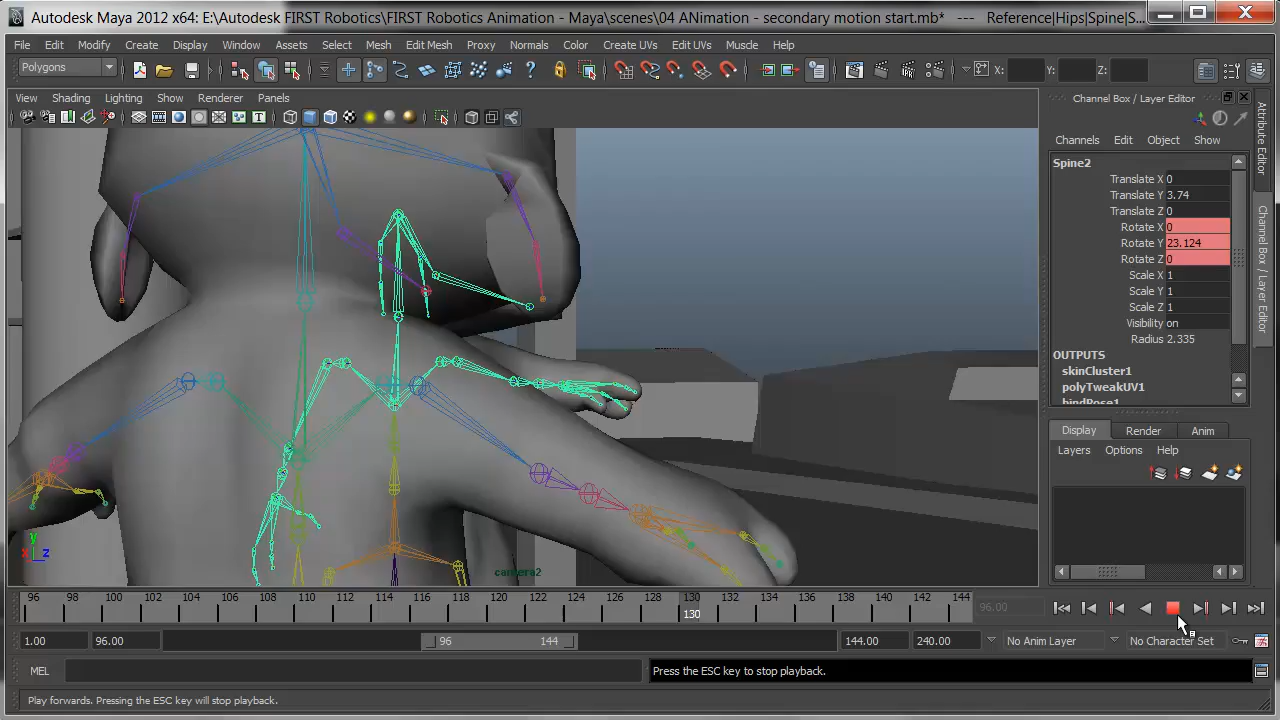 Autodesk Maya 2012 x64: E:\Autodesk FIRST Robotics\FIRST Robotics Animation - Maya\scenes\04 ANimation - secondary motion start.mb* --- Reference|Hips|Spine|S...
File Edit Modify Create Display Window Assets Select Mesh Edit Mesh Proxy Normals Color Create UVs Edit UVs Muscle Help
Polygons X: Y: Z:
View Shading Lighting Show Renderer Panels
Channel Box / Layer Editor
Channels Edit Object Show
Spine2
Translate X 0
Translate Y 3.74
Translate Z 0
Rotate X 0
Rotate Y 23.124
Rotate Z 0
Scale X 1
Scale Y 1
Scale Z 1
Visibility on
Radius 2.335
OUTPUTS
skinCluster1
polyTweakUV1
bindPose1
Attribute Editor
Channel Box / Layer Editor
Display Render Anim
Layers Options Help
y
x z
camera2
96 98 100 102 104 106 108 110 112 114 116 118 120 122 124 126 128 130 132 134 136 138 140 142 144
130
96.00
1.00 96.00 96 144 144.00 240.00 No Anim Layer No Character Set
MEL Press the ESC key to stop playback.
Play forwards. Pressing the ESC key will stop playback.